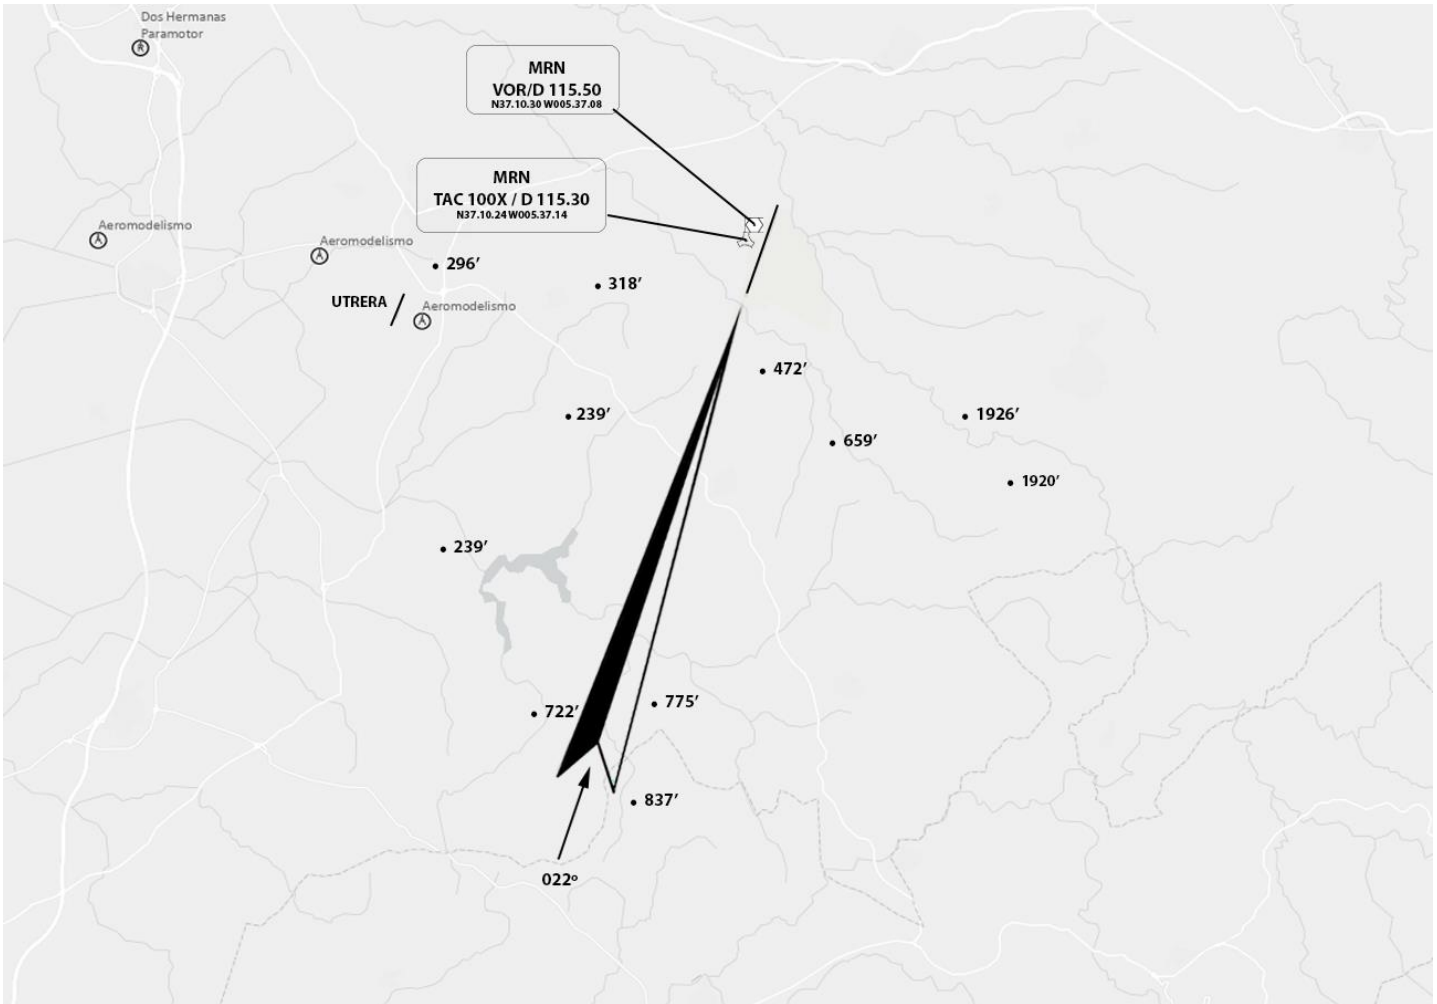 Dos Hermanas
Paramotor
MRN
VOR/D 115.50
N37.10.30 W005.37.08
MRN
TAC 100X / D 115.30
N37.10.24 W005.37.14
Aeromodelismo
Aeromodelismo
296’
318’
UTRERA
Aeromodelismo
472’
239’
1926’
659’
1920’
239’
722’
775’
837’
022º